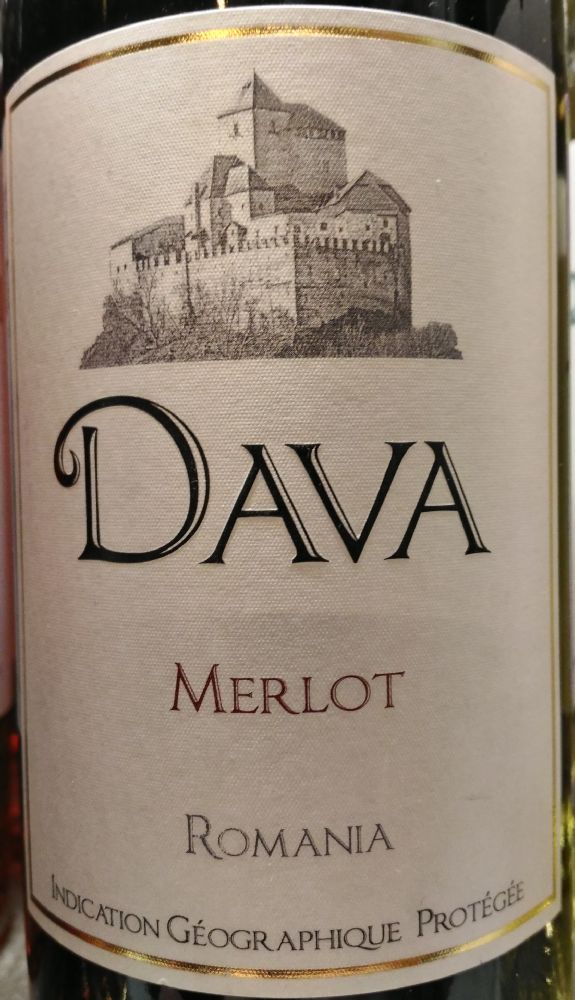 DAVA
MERLOT
ROMANIA
INDICATION GÉOGRAPHIQUE PROTÉGÉE